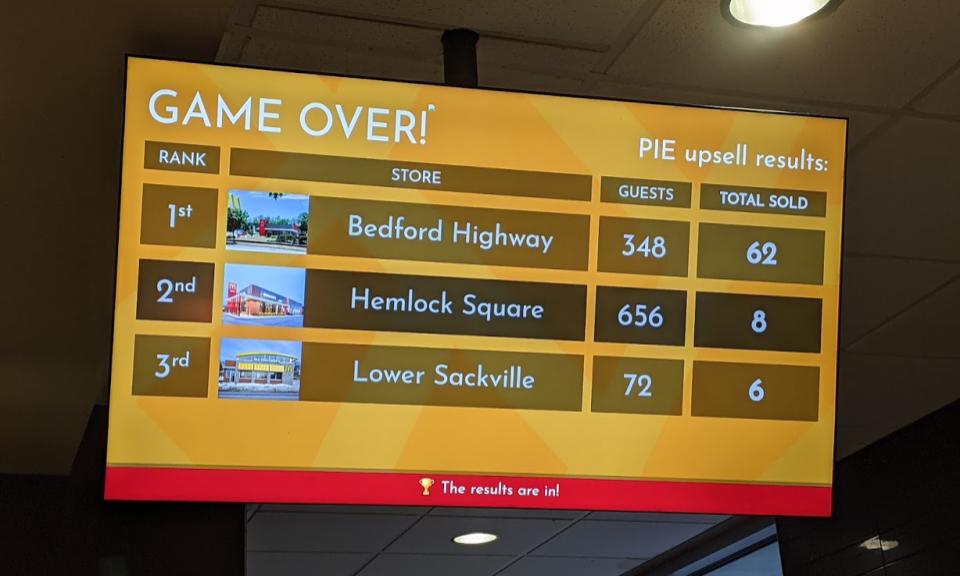 GAME OVER!
PIE upsell results:
RANK STORE GUESTS TOTAL SOLD
1st Bedford Highway 348 62
2nd Hemlock Square 656 8
3rd Lower Sackville 72 6
🏆 The results are in!